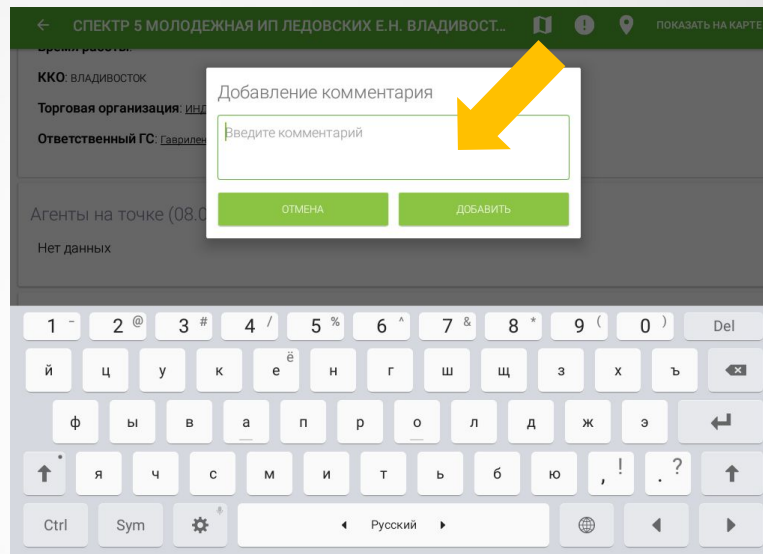 СПЕКТР 5 МОЛОДЕЖНАЯ ИП ЛЕДОВСКИХ Е.Н. ВЛАДИВОСТ... ПОКАЗАТЬ НА КАРТЕ
Время работы:
ККО: ВЛАДИВОСТОК
Торговая организация: ИНД
Ответственный ГС: Гаврилен
Добавление комментария
Введите комментарий
ОТМЕНА ДОБАВИТЬ
Агенты на точке (08.0
Нет данных
1 - 2 @ 3 # 4 / 5 % 6 ^ 7 & 8 * 9 ( 0 ) Del
й ц у к е ё н г ш щ з х ъ
ф ы в а п р о л д ж э
я ч с м и т ь б ю , ! . ?
Ctrl Sym Русский